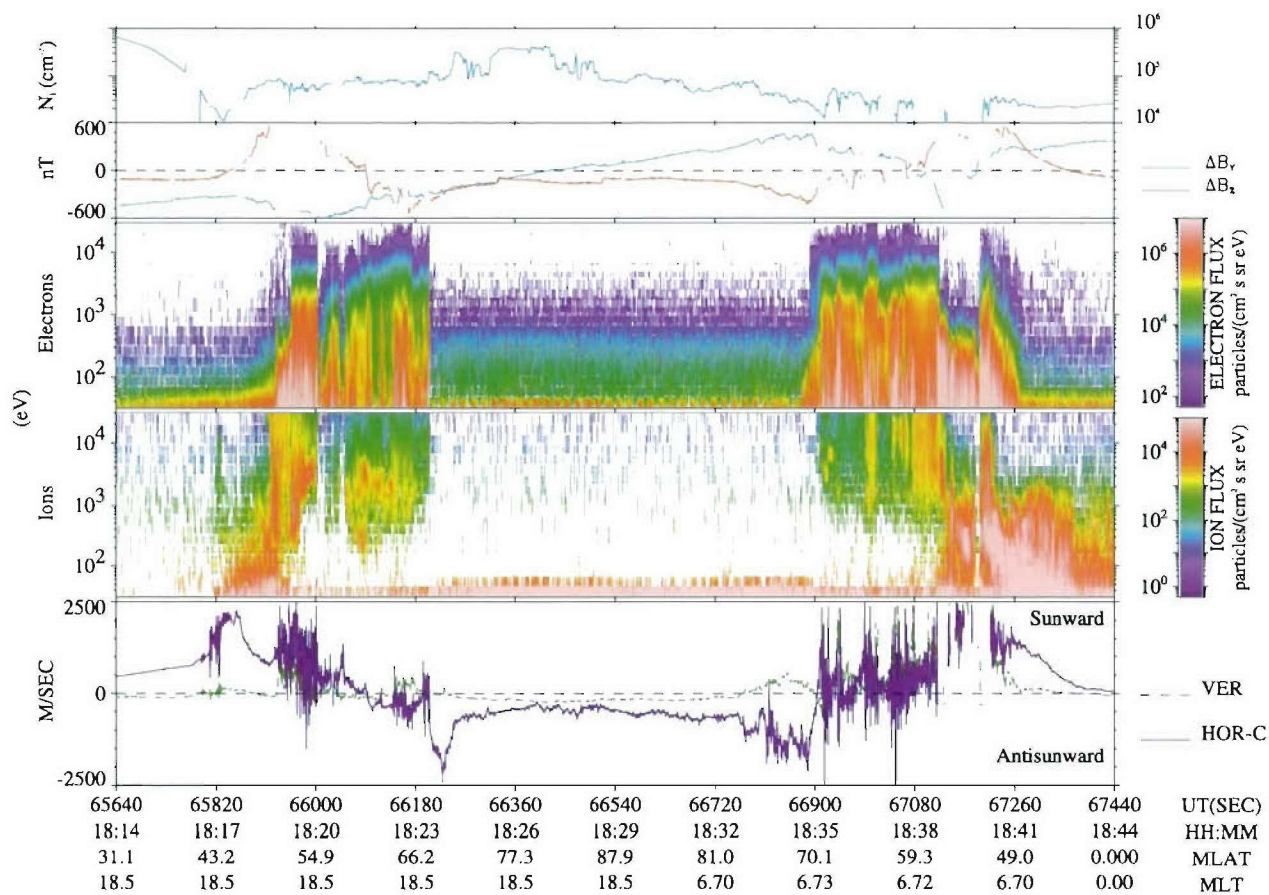 N_i (cm⁻³)
10⁶
10⁵
10⁴
nT
600
0
-600
ΔB_Y
ΔB_Z
(eV)
Electrons
10⁴
10³
10²
10⁶
10⁴
10²
ELECTRON FLUX
particles/(cm² s sr eV)
Ions
10⁴
10³
10²
10⁴
10²
10⁰
ION FLUX
particles/(cm² s sr eV)
M/SEC
2500
0
-2500
Sunward
Antisunward
VER
HOR-C
65640 65820 66000 66180 66360 66540 66720 66900 67080 67260 67440 UT(SEC)
18:14 18:17 18:20 18:23 18:26 18:29 18:32 18:35 18:38 18:41 18:44 HH:MM
31.1 43.2 54.9 66.2 77.3 87.9 81.0 70.1 59.3 49.0 0.000 MLAT
18.5 18.5 18.5 18.5 18.5 18.5 6.70 6.73 6.72 6.70 0.00 MLT